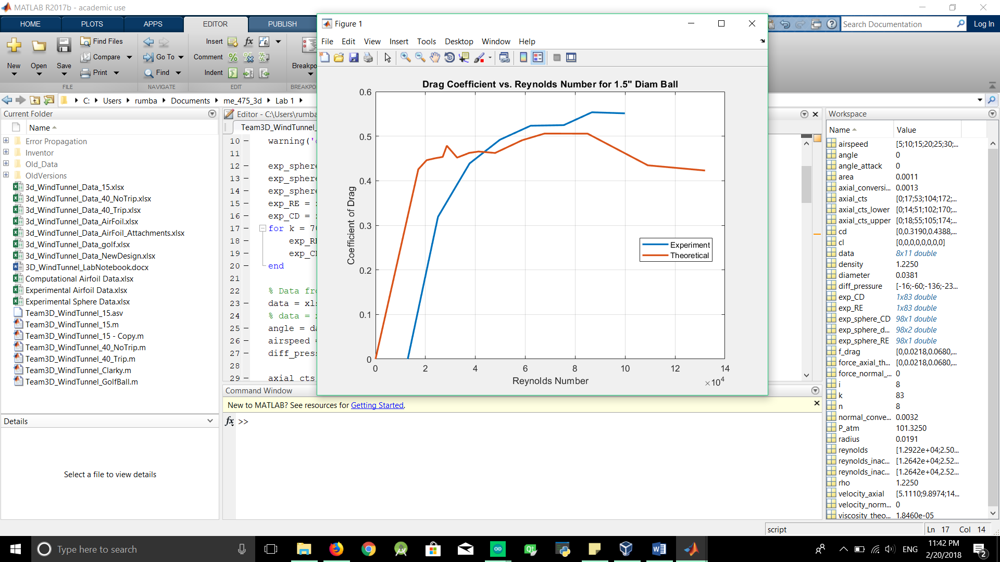 MATLAB R2017b - academic use
HOME PLOTS APPS EDITOR PUBLISH
Search Documentation
Log In
New Open Save
Find Files
Compare
Print
FILE
Go To
Find
NAVIGATE
Insert
Comment
Indent
EDIT
Breakpo
BREAKPO
C: Users rumba Documents me_475_3d Lab 1
Current Folder
Name
Error Propagation
Inventor
Old_Data
OldVersions
3d_WindTunnel_Data_15.xlsx
3d_WindTunnel_Data_40_NoTrip.xlsx
3d_WindTunnel_Data_40_Trip.xlsx
3d_WindTunnel_Data_AirFoil.xlsx
3d_WindTunnel_Data_AirFoil_Attachments.xlsx
3d_WindTunnel_Data_golf.xlsx
3d_WindTunnel_Data_NewDesign.xlsx
3D_WindTunnel_LabNotebook.docx
Computational Airfoil Data.xlsx
Experimental Airfoil Data.xlsx
Experimental Sphere Data.xlsx
Team3D_WindTunnel_15.asv
Team3D_WindTunnel_15.m
Team3D_WindTunnel_15 - Copy.m
Team3D_WindTunnel_40_NoTrip.m
Team3D_WindTunnel_40_Trip.m
Team3D_WindTunnel_Clarky.m
Team3D_WindTunnel_GolfBall.m
Details
Select a file to view details
Editor - C:\Users\rumba
Team3D_WindTunnel_
10 – warning('
11
12 – exp_sphere
13 – exp_sphere
14 – exp_sphere
15 – exp_RE =
16 – exp_CD =
17 – for k = 7
18 – exp_R
19 – exp_C
20 – end
21
22 % Data fr
23 – data = xl
24 % data =
25 – angle = d
26 – airspeed =
27 – diff_pres
28
29 – axial cts
Figure 1
File Edit View Insert Tools Desktop Window Help
Drag Coefficient vs. Reynolds Number for 1.5" Diam Ball
Coefficient of Drag
0.6
0.5
0.4
0.3
0.2
0.1
0
Experiment
Theoretical
0 2 4 6 8 10 12 14
Reynolds Number
×10⁴
Command Window
New to MATLAB? See resources for Getting Started.
fx >>
Workspace
Name Value
airspeed [5;10;15;20;25;30;...
angle 0
angle_attack 0
area 0.0011
axial_conversi... 0.0013
axial_cts [0;17;53;104;172;...
axial_cts_lower [0;14;51;102;170;...
axial_cts_upper [0;18;55;105;174;...
cd [0,0.3190,0.4388,...
cl [0,0,0,0,0,0,0,0]
data 8x11 double
density 1.2250
diameter 0.0381
diff_pressure [-16;-60;-136;-23...
exp_CD 1x83 double
exp_RE 1x83 double
exp_sphere_CD 98x1 double
exp_sphere_d... 98x2 double
exp_sphere_RE 98x1 double
f_drag [0,0.0218,0.0680,...
force_axial_th... [0,0.0218,0.0680,...
force_normal_... 0
i 8
k 83
n 8
normal_conve... 0.0032
P_atm 101.3250
radius 0.0191
reynolds [1.2922e+04;2.50...
reynolds_inac... [1.2642e+04;2.52...
reynolds_inac... [1.2642e+04,2.52...
rho 1.2250
velocity_axial [5.1110;9.8974;14...
velocity_norm... 0
viscosity_theo... 1.8460e-05
script
Ln 17 Col 14
Type here to search
ENG
11:42 PM
2/20/2018
2